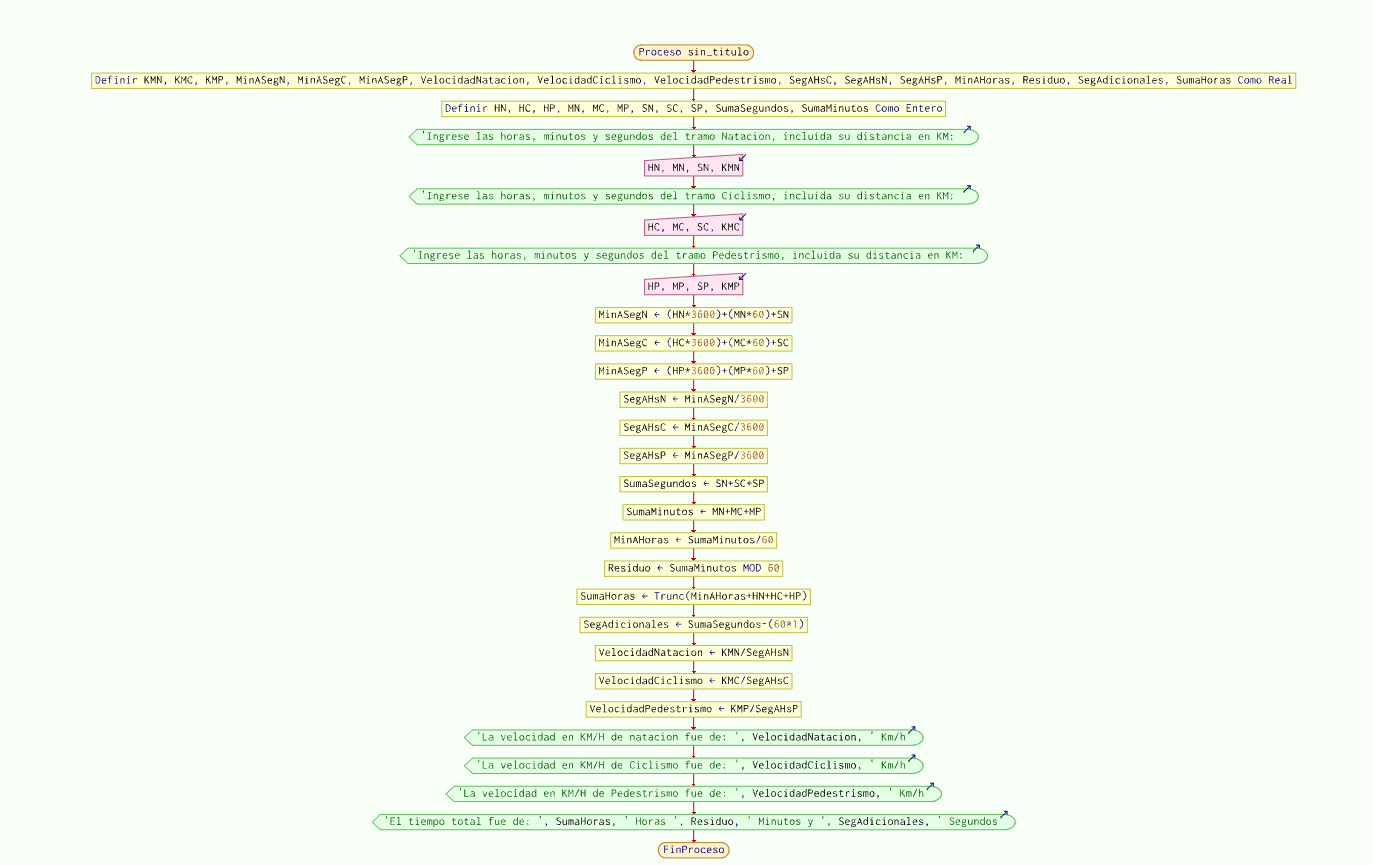 Proceso sin_titulo
Definir KMN, KMC, KMP, MinASegN, MinASegC, MinASegP, VelocidadNatacion, VelocidadCiclismo, VelocidadPedestrismo, SegAHsC, SegAHsN, SegAHsP, MinAHoras, Residuo, SegAdicionales, SumaHoras Como Real
Definir HN, HC, HP, MN, MC, MP, SN, SC, SP, SumaSegundos, SumaMinutos Como Entero
'Ingrese las horas, minutos y segundos del tramo Natacion, incluida su distancia en KM:
HN, MN, SN, KMN
'Ingrese las horas, minutos y segundos del tramo Ciclismo, incluida su distancia en KM:
HC, MC, SC, KMC
'Ingrese las horas, minutos y segundos del tramo Pedestrismo, incluida su distancia en KM:
HP, MP, SP, KMP
MinASegN ← (HN*3600)+(MN*60)+SN
MinASegC ← (HC*3600)+(MC*60)+SC
MinASegP ← (HP*3600)+(MP*60)+SP
SegAHsN ← MinASegN/3600
SegAHsC ← MinASegC/3600
SegAHsP ← MinASegP/3600
SumaSegundos ← SN+SC+SP
SumaMinutos ← MN+MC+MP
MinAHoras ← SumaMinutos/60
Residuo ← SumaMinutos MOD 60
SumaHoras ← Trunc(MinAHoras+HN+HC+HP)
SegAdicionales ← SumaSegundos-(60*1)
VelocidadNatacion ← KMN/SegAHsN
VelocidadCiclismo ← KMC/SegAHsC
VelocidadPedestrismo ← KMP/SegAHsP
'La velocidad en KM/H de natacion fue de: ', VelocidadNatacion, ' Km/h'
'La velocidad en KM/H de Ciclismo fue de: ', VelocidadCiclismo, ' Km/h'
'La velocidad en KM/H de Pedestrismo fue de: ', VelocidadPedestrismo, ' Km/h'
'El tiempo total fue de: ', SumaHoras, ' Horas ', Residuo, ' Minutos y ', SegAdicionales, ' Segundos'
FinProceso